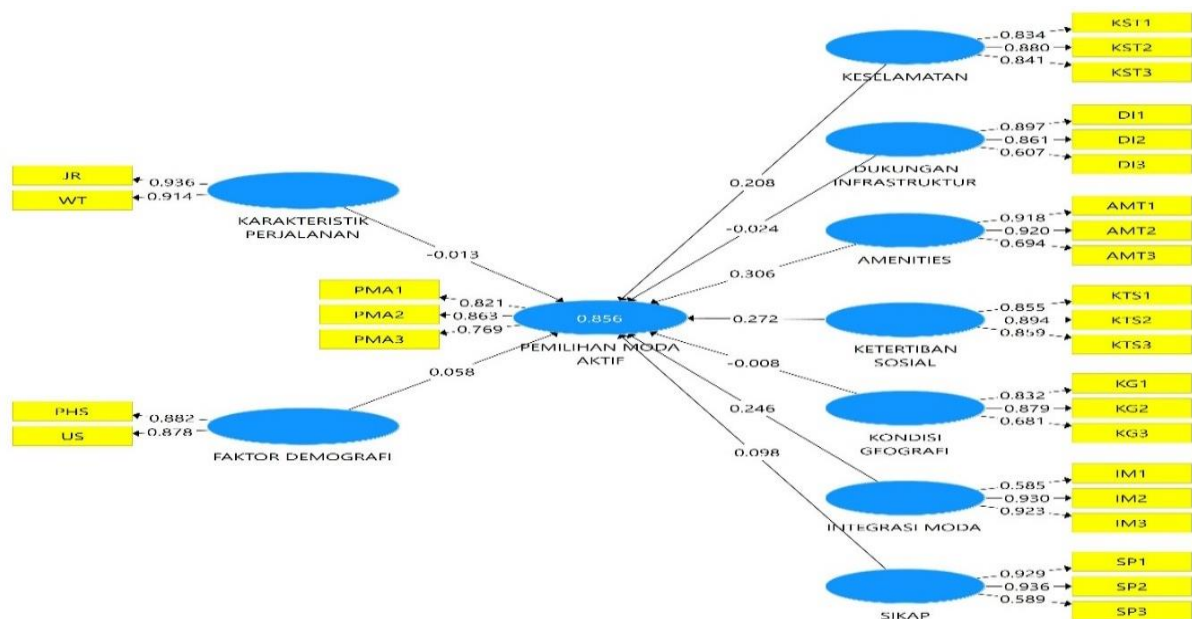 KST1
0.834
KST2
0.880
KST3
0.841
KESELAMATAN
DI1
0.897
DI2
0.861
DI3
0.607
DUKUNGAN
INFRASTRUKTUR
JR
0.936
WT
0.914
KARAKTERISTIK
PERJALANAN
0.208
-0.024
AMT1
0.918
AMT2
0.920
AMT3
0.694
AMENITIES
-0.013
0.306
PMA1
0.821
PMA2
0.863
PMA3
0.769
0.856
PEMILIHAN MODA
AKTIF
0.272
KTS1
0.855
KTS2
0.894
KTS3
0.859
KETERTIBAN
SOSIAL
0.058
-0.008
PHS
0.882
US
0.878
FAKTOR DEMOGRAFI
KG1
0.832
KG2
0.879
KG3
0.681
KONDISI
GEOGRAFI
0.246
0.098
IM1
0.585
IM2
0.930
IM3
0.923
INTEGRASI MODA
SP1
0.929
SP2
0.936
SP3
0.589
SIKAP